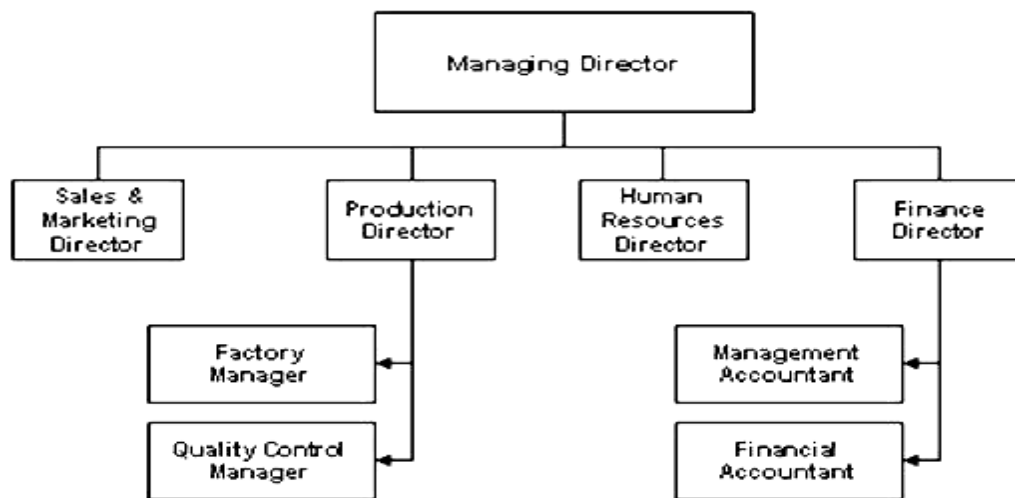 Managing Director
Sales &
Marketing
Director
Production
Director
Human
Resources
Director
Finance
Director
Factory
Manager
Management
Accountant
Quality Control
Manager
Financial
Accountant